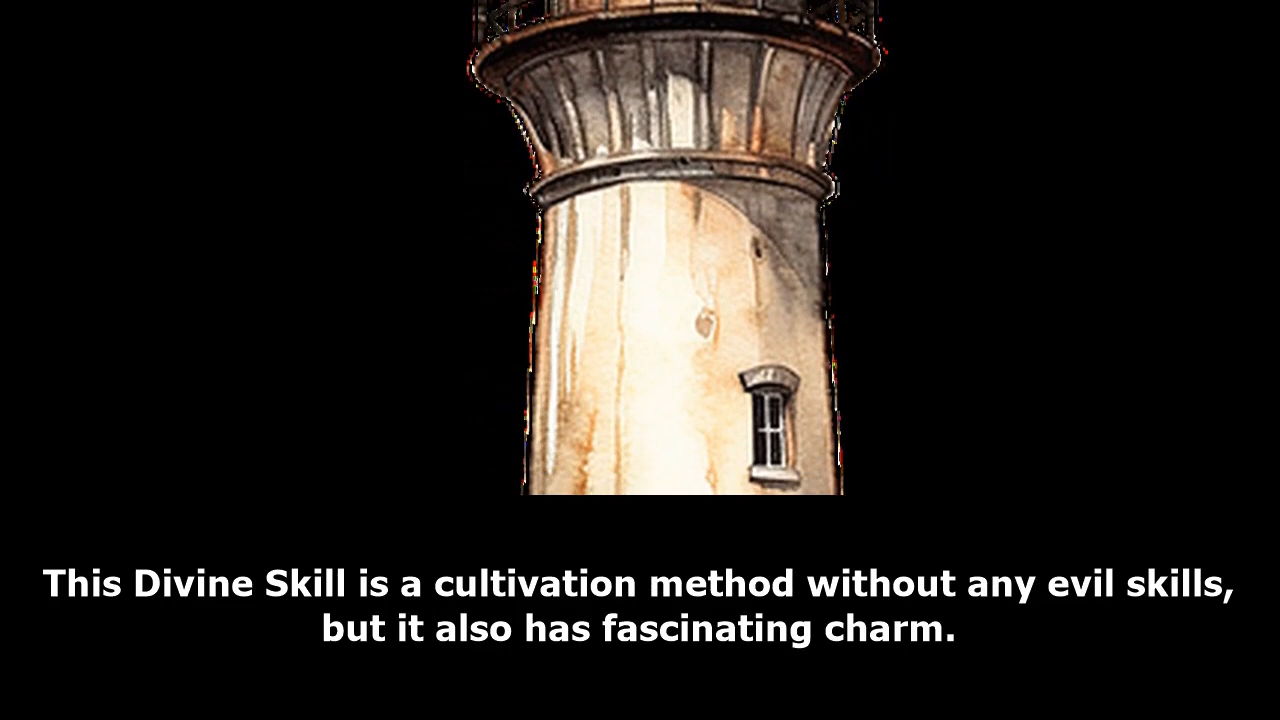 This Divine Skill is a cultivation method without any evil skills,
but it also has fascinating charm.